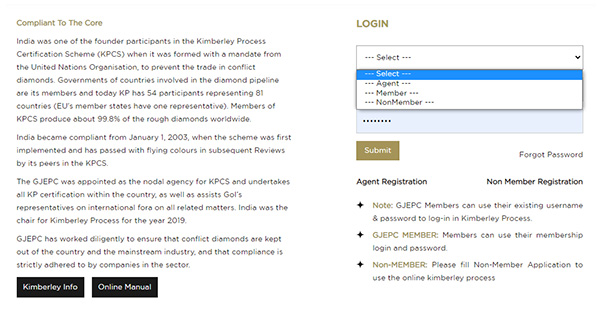 Compliant To The Core
India was one of the founder participants in the Kimberley Process
Certification Scheme (KPCS) when it was formed with a mandate from
the United Nations Organisation, to prevent the trade in conflict
diamonds. Governments of countries involved in the diamond pipeline
are its members and today KP has 54 participants representing 81
countries (EU's member states have one representative). Members of
KPCS produce about 99.8% of the rough diamonds worldwide.
India became compliant from January 1, 2003, when the scheme was first
implemented and has passed with flying colours in subsequent Reviews
by its peers in the KPCS.
The GJEPC was appointed as the nodal agency for KPCS and undertakes
all KP certification within the country, as well as assists GoI's
representatives on international fora on all related matters. India was the
chair for Kimberley Process for the year 2019.
GJEPC has worked diligently to ensure that conflict diamonds are kept
out of the country and the mainstream industry, and that compliance is
strictly adhered to by companies in the sector.
Kimberley Info
Online Manual
LOGIN
--- Select ---
--- Select ---
--- Agent ---
--- Member ---
--- NonMember ---
••••••••
Submit
Forgot Password
Agent Registration
Non Member Registration
Note: GJEPC Members can use their existing username
& password to log-in Kimberley Process.
GJEPC MEMBER: Members can use their membership
login and password.
Non-MEMBER: Please fill Non-Member Application to
use the online kimberley process